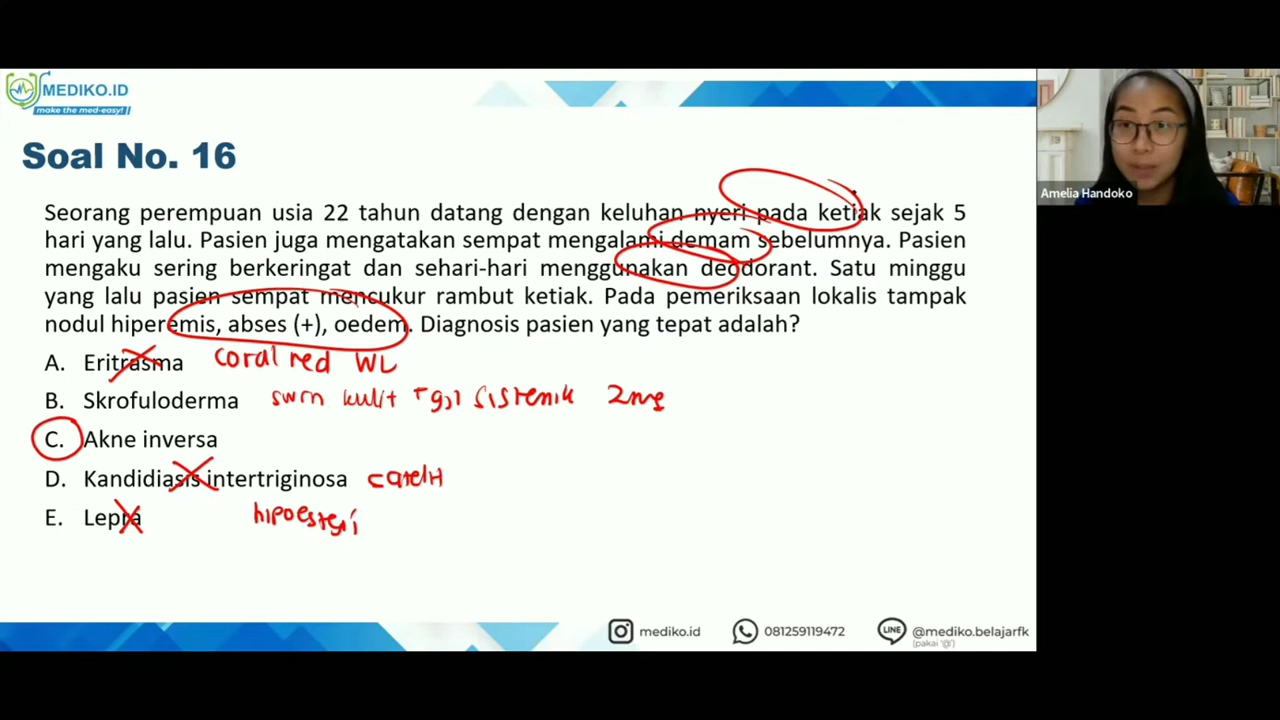 MEDIKO.ID
make the med-easy!
Soal No. 16
Seorang perempuan usia 22 tahun datang dengan keluhan nyeri pada ketiak sejak 5
hari yang lalu. Pasien juga mengatakan sempat mengalami demam sebelumnya. Pasien
mengaku sering berkeringat dan sehari-hari menggunakan deodorant. Satu minggu
yang lalu pasien sempat mencukur rambut ketiak. Pada pemeriksaan lokalis tampak
nodul hiperemis, abses (+), oedem. Diagnosis pasien yang tepat adalah?
A. Eritrasma coral red WL
B. Skrofuloderma kulit sistemik
C. Akne inversa
D. Kandidiasis intertriginosa
E. Lepra hipoestesi
mediko.id
081259119472
@mediko.belajarfk
(pakai '@')
Amelia Handoko